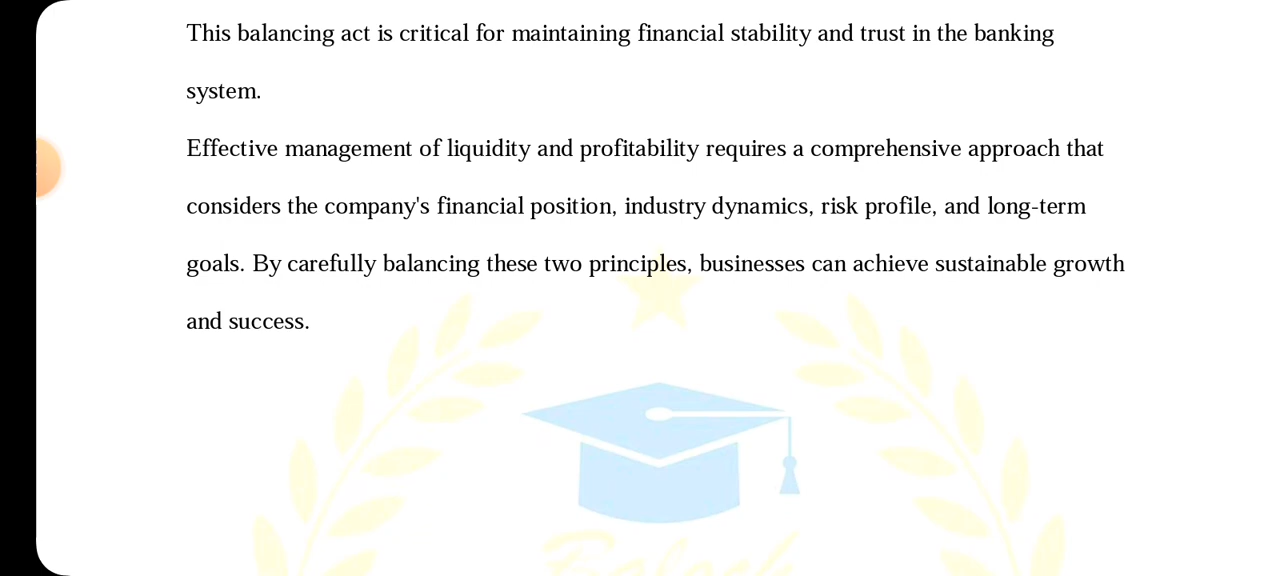 This balancing act is critical for maintaining financial stability and trust in the banking
system.
Effective management of liquidity and profitability requires a comprehensive approach that
considers the company's financial position, industry dynamics, risk profile, and long-term
goals. By carefully balancing these two principles, businesses can achieve sustainable growth
and success.